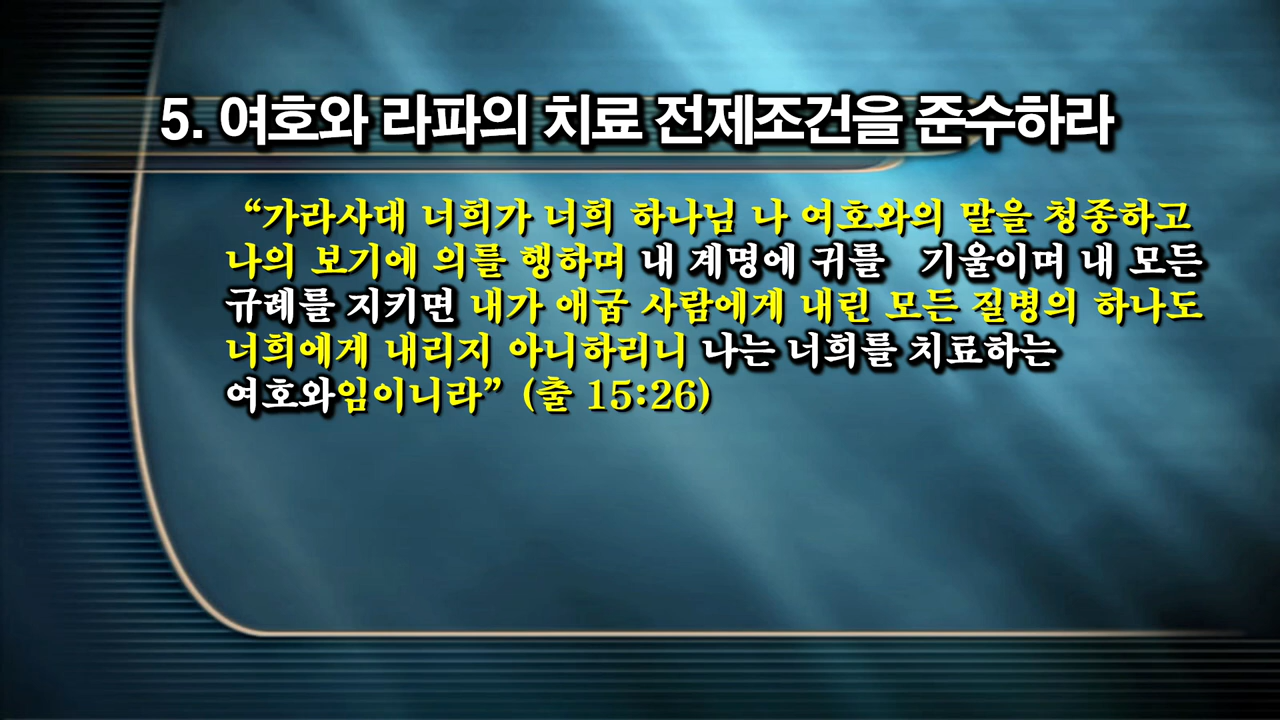 5. 여호와 라파의 치료 전제조건을 준수하라
“가라사대 너희가 너희 하나님 나 여호와의 말을 청종하고
나의 보기에 의를 행하며 내 계명에 귀를 기울이며 내 모든
규례를 지키면 내가 애굽 사람에게 내린 모든 질병의 하나도
너희에게 내리지 아니하리니 나는 너희를 치료하는
여호와임이니라” (출 15:26)